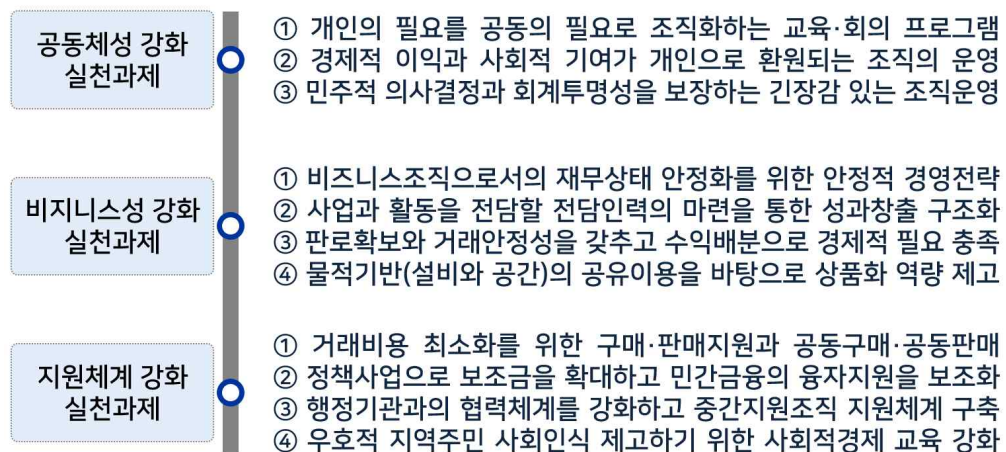 공동체성 강화
실천과제
① 개인의 필요를 공동의 필요로 조직화하는 교육·회의 프로그램
② 경제적 이익과 사회적 기여가 개인으로 환원되는 조직의 운영
③ 민주적 의사결정과 회계투명성을 보장하는 긴장감 있는 조직운영
비지니스성 강화
실천과제
① 비즈니스조직으로서의 재무상태 안정화를 위한 안정적 경영전략
② 사업과 활동을 전담할 전담인력의 마련을 통한 성과창출 구조화
③ 판로확보와 거래안정성을 갖추고 수익배분으로 경제적 필요 충족
④ 물적기반(설비와 공간)의 공유이용을 바탕으로 상품화 역량 제고
지원체계 강화
실천과제
① 거래비용 최소화를 위한 구매·판매지원과 공동구매·공동판매
② 정책사업으로 보조금을 확대하고 민간금융의 융자지원을 보조화
③ 행정기관과의 협력체계를 강화하고 중간지원조직 지원체계 구축
④ 우호적 지역주민 사회인식 제고하기 위한 사회적경제 교육 강화